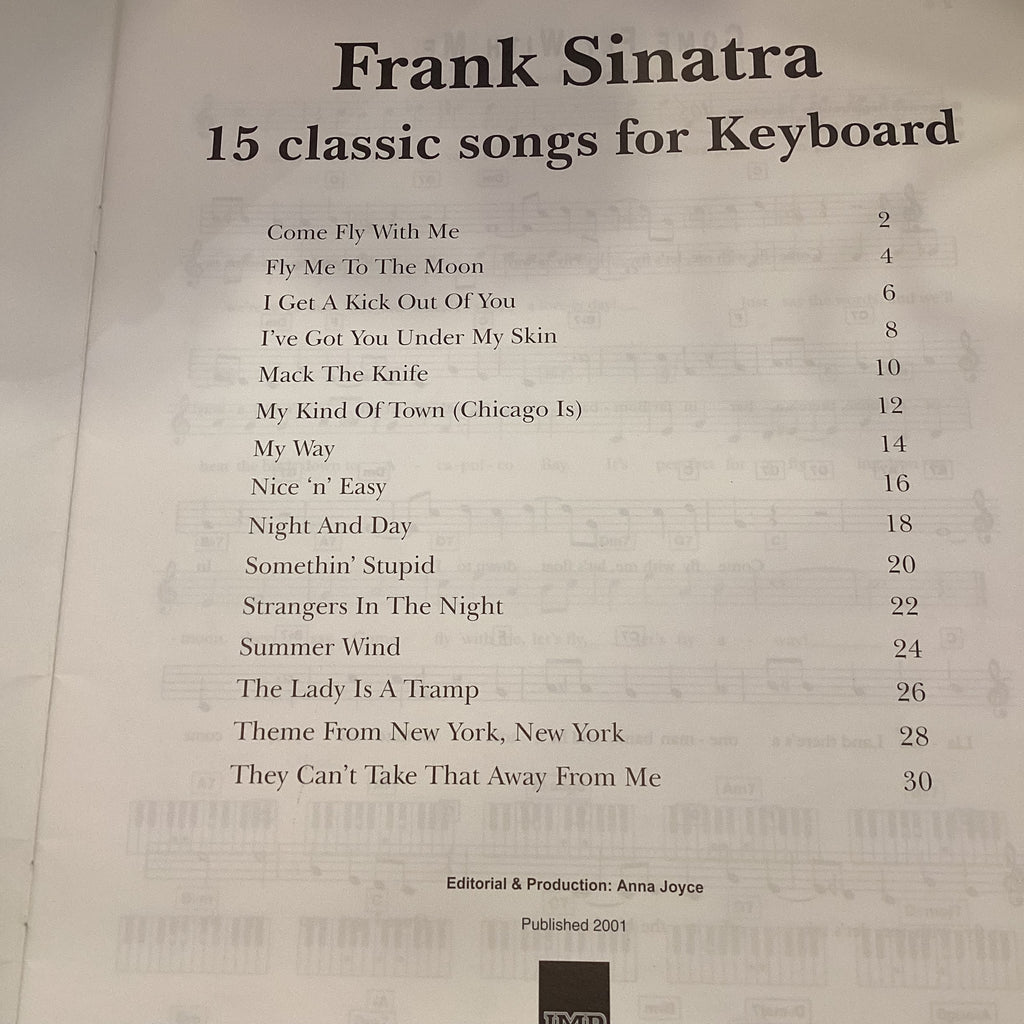 Frank Sinatra
15 classic songs for Keyboard
Come Fly With Me 2
Fly Me To The Moon 4
I Get A Kick Out Of You 6
I've Got You Under My Skin 8
Mack The Knife 10
My Kind Of Town (Chicago Is) 12
My Way 14
Nice ‘n’ Easy 16
Night And Day 18
Somethin’ Stupid 20
Strangers In The Night 22
Summer Wind 24
The Lady Is A Tramp 26
Theme From New York, New York 28
They Can’t Take That Away From Me 30
Editorial & Production: Anna Joyce
Published 2001
IMP